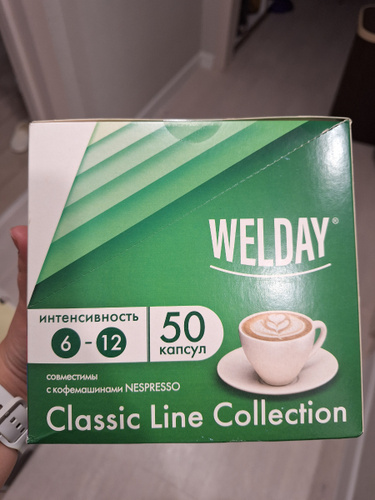 WELDAY®
ИНТЕНСИВНОСТЬ
6 - 12
50
КАПСУЛ
СОВМЕСТИМЫ
С КОФЕМАШИНАМИ NESPRESSO
Classic Line Collection